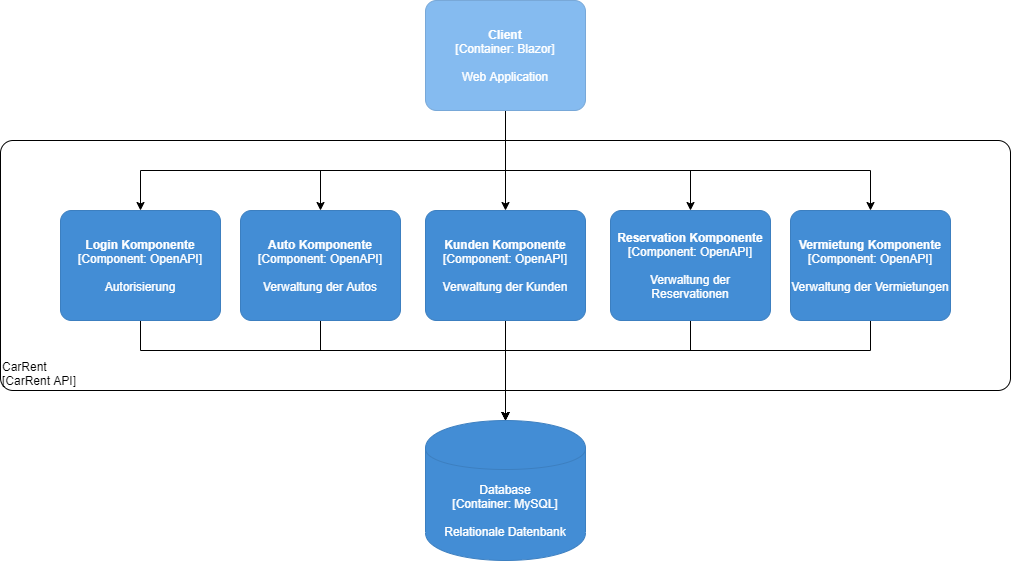 Client
[Container: Blazor]
Web Application
Login Komponente
[Component: OpenAPI]
Autorisierung
Auto Komponente
[Component: OpenAPI]
Verwaltung der Autos
Kunden Komponente
[Component: OpenAPI]
Verwaltung der Kunden
Reservation Komponente
[Component: OpenAPI]
Verwaltung der
Reservationen
Vermietung Komponente
[Component: OpenAPI]
Verwaltung der Vermietungen
CarRent
[CarRent API]
Database
[Container: MySQL]
Relationale Datenbank